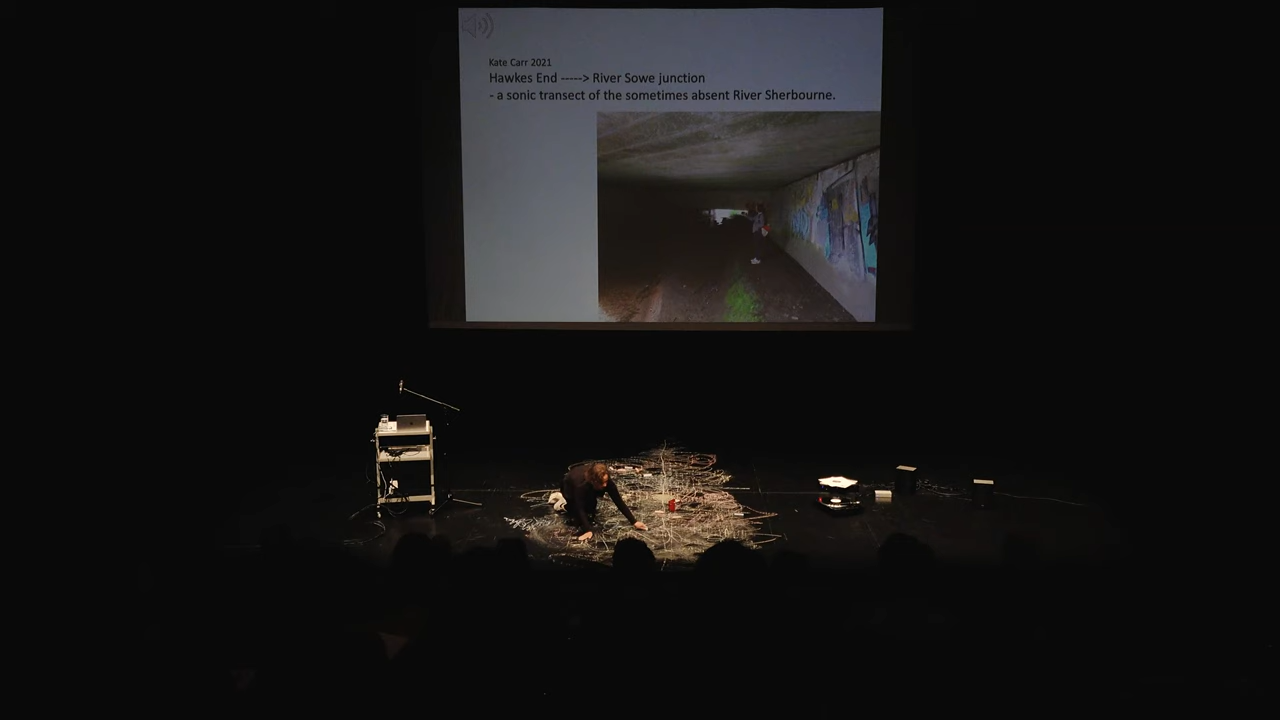 Kate Carr 2021
Hawkes End -----> River Sowe junction
- a sonic transect of the sometimes absent River Sherbourne.